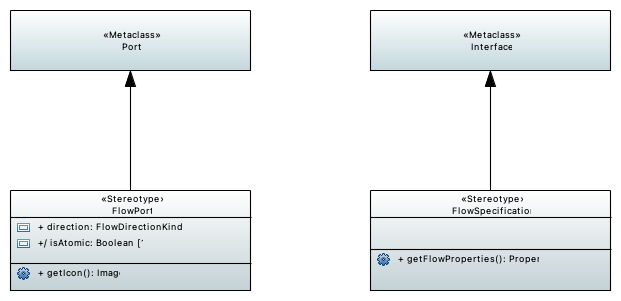 «Metaclass»
Port
«Metaclass»
Interface
«Stereotype»
FlowPort
+ direction: FlowDirectionKind
+/ isAtomic: Boolean [
+ getIcon(): Imag
«Stereotype»
FlowSpecification
+ getFlowProperties(): Proper